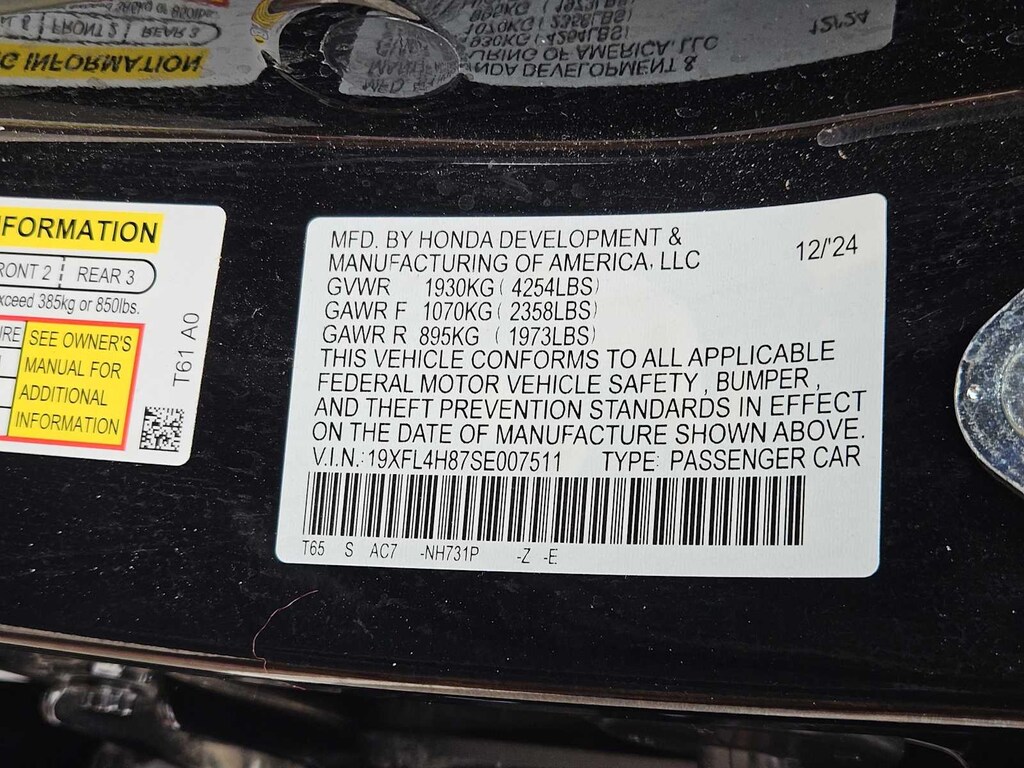 FORMATION
RONT 2 REAR 3
xceed 385kg or 850lbs.
IRE
SEE OWNER'S
MANUAL FOR
ADDITIONAL
INFORMATION
T61 A0
MFD. BY HONDA DEVELOPMENT & 12/'24
MANUFACTURING OF AMERICA, LLC
GVWR 1930KG ( 4254LBS)
GAWR F 1070KG ( 2358LBS)
GAWR R 895KG ( 1973LBS)
THIS VEHICLE CONFORMS TO ALL APPLICABLE
FEDERAL MOTOR VEHICLE SAFETY , BUMPER ,
AND THEFT PREVENTION STANDARDS IN EFFECT
ON THE DATE OF MANUFACTURE SHOWN ABOVE.
V.I.N.: 19XFL4H87SE007511 TYPE: PASSENGER CAR
T65 S AC7 -NH731P -Z -E